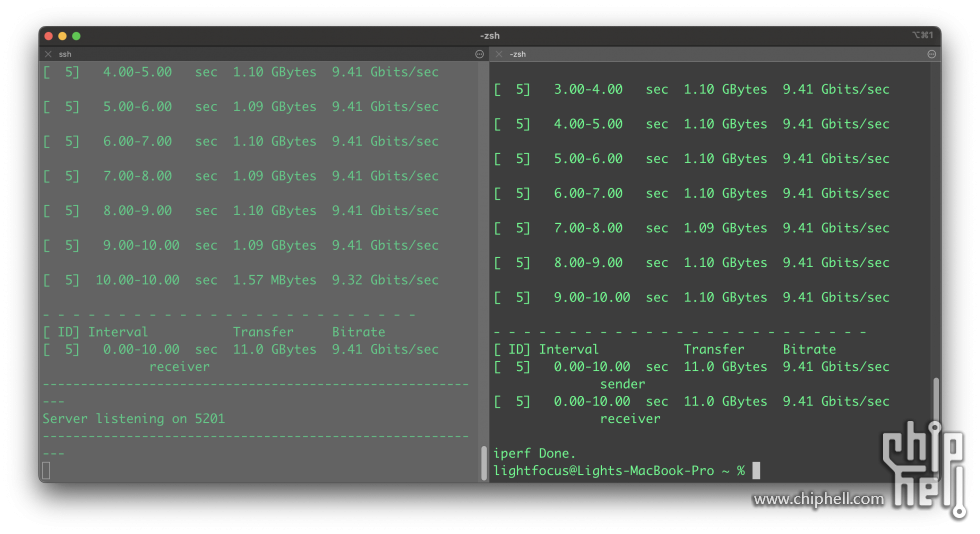 -zsh
⌥⌘1
ssh
[  5]   4.00-5.00   sec  1.10 GBytes  9.41 Gbits/sec
[  5]   5.00-6.00   sec  1.09 GBytes  9.41 Gbits/sec
[  5]   6.00-7.00   sec  1.10 GBytes  9.41 Gbits/sec
[  5]   7.00-8.00   sec  1.09 GBytes  9.41 Gbits/sec
[  5]   8.00-9.00   sec  1.10 GBytes  9.41 Gbits/sec
[  5]   9.00-10.00  sec  1.09 GBytes  9.41 Gbits/sec
[  5]  10.00-10.00  sec  1.57 MBytes  9.32 Gbits/sec
- - - - - - - - - - - - - - - - - - - - - - - - -
[ ID] Interval           Transfer     Bitrate
[  5]   0.00-10.00  sec  11.0 GBytes  9.41 Gbits/sec
receiver
--------------------------------------------------------
---
Server listening on 5201
--------------------------------------------------------
---
-zsh
[  5]   3.00-4.00   sec  1.10 GBytes  9.41 Gbits/sec
[  5]   4.00-5.00   sec  1.10 GBytes  9.41 Gbits/sec
[  5]   5.00-6.00   sec  1.10 GBytes  9.41 Gbits/sec
[  5]   6.00-7.00   sec  1.10 GBytes  9.41 Gbits/sec
[  5]   7.00-8.00   sec  1.09 GBytes  9.41 Gbits/sec
[  5]   8.00-9.00   sec  1.10 GBytes  9.41 Gbits/sec
[  5]   9.00-10.00  sec  1.10 GBytes  9.41 Gbits/sec
- - - - - - - - - - - - - - - - - - - - - - - - -
[ ID] Interval           Transfer     Bitrate
[  5]   0.00-10.00  sec  11.0 GBytes  9.41 Gbits/sec
sender
[  5]   0.00-10.00  sec  11.0 GBytes  9.41 Gbits/sec
receiver
iperf Done.
lightfocus@Lights-MacBook-Pro ~ %
chip
hell
www.chiphell.com